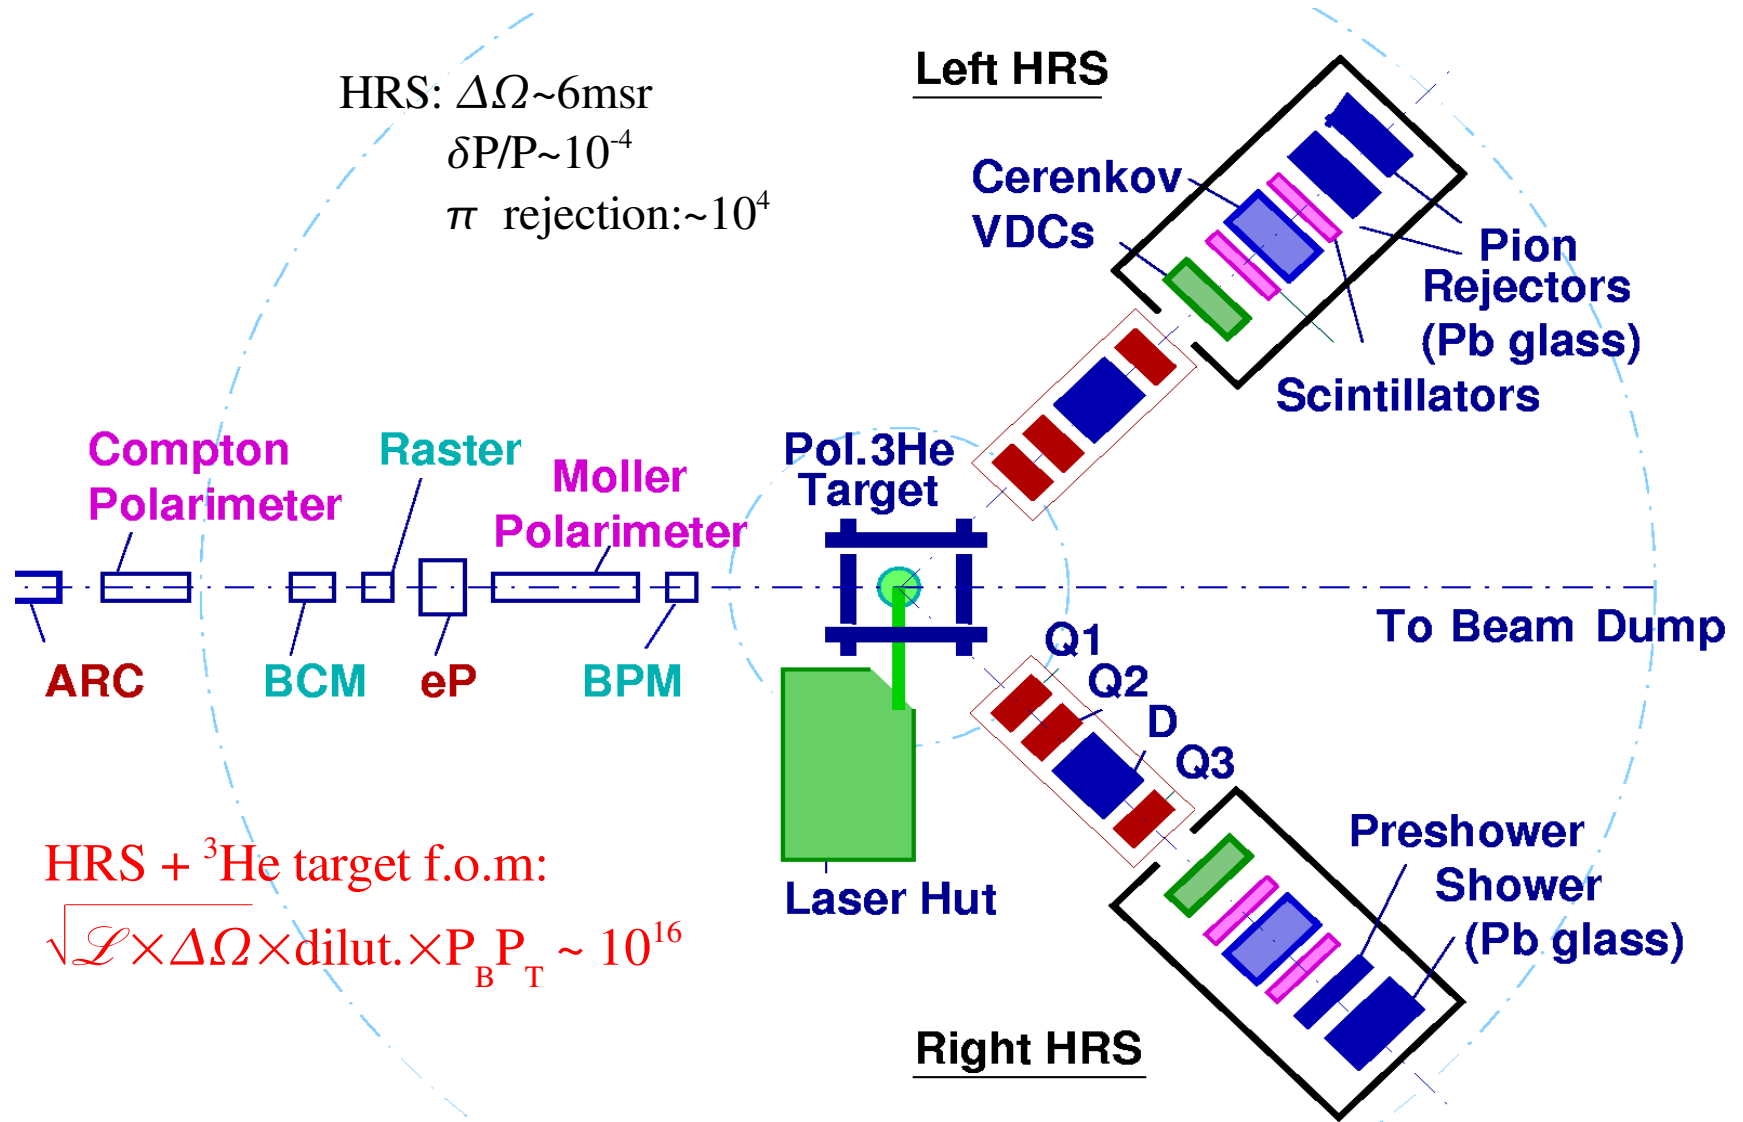 HRS: ΔΩ~6msr
δP/P~10⁻⁴
π rejection:~10⁴
Left HRS
Cerenkov
VDCs
Pion
Rejectors
(Pb glass)
Scintillators
Compton
Polarimeter
Raster
Moller
Polarimeter
Pol.3He
Target
To Beam Dump
ARC
BCM
eP
BPM
Q1
Q2
D
Q3
Laser Hut
Preshower
Shower
(Pb glass)
HRS + ³He target f.o.m:
√ℒ×ΔΩ×dilut.×P_BP_T ~ 10¹⁶
Right HRS